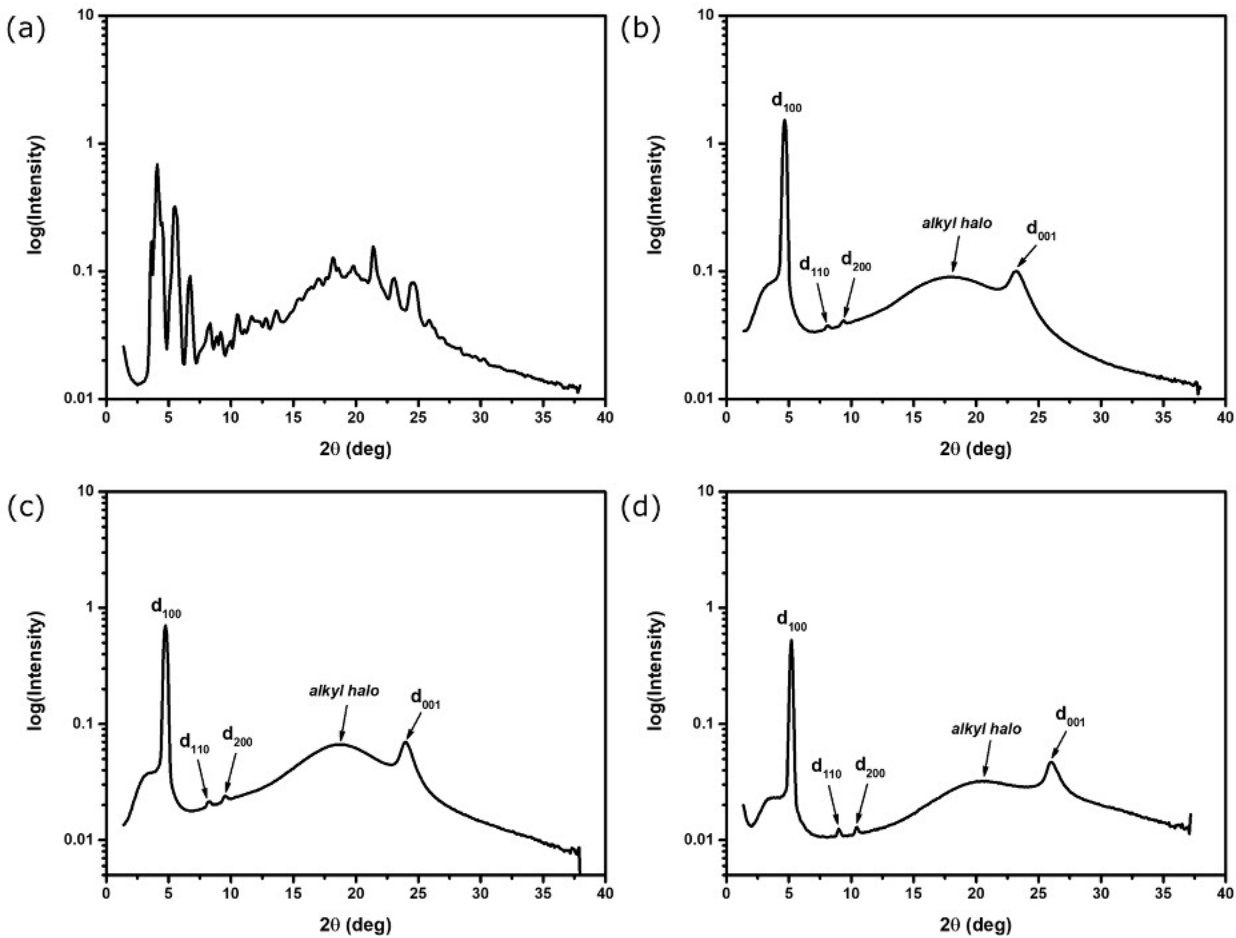 (a)
10
1
0.1
0.01
log(Intensity)
0 5 10 15 20 25 30 35 40
2θ (deg)
(b)
10
1
0.1
0.01
log(Intensity)
d100
d110
d200
alkyl halo
d001
0 5 10 15 20 25 30 35 40
2θ (deg)
(c)
10
1
0.1
0.01
log(Intensity)
d100
d110
d200
alkyl halo
d001
0 5 10 15 20 25 30 35 40
2θ (deg)
(d)
10
1
0.1
0.01
log(Intensity)
d100
d110
d200
alkyl halo
d001
0 5 10 15 20 25 30 35 40
2θ (deg)